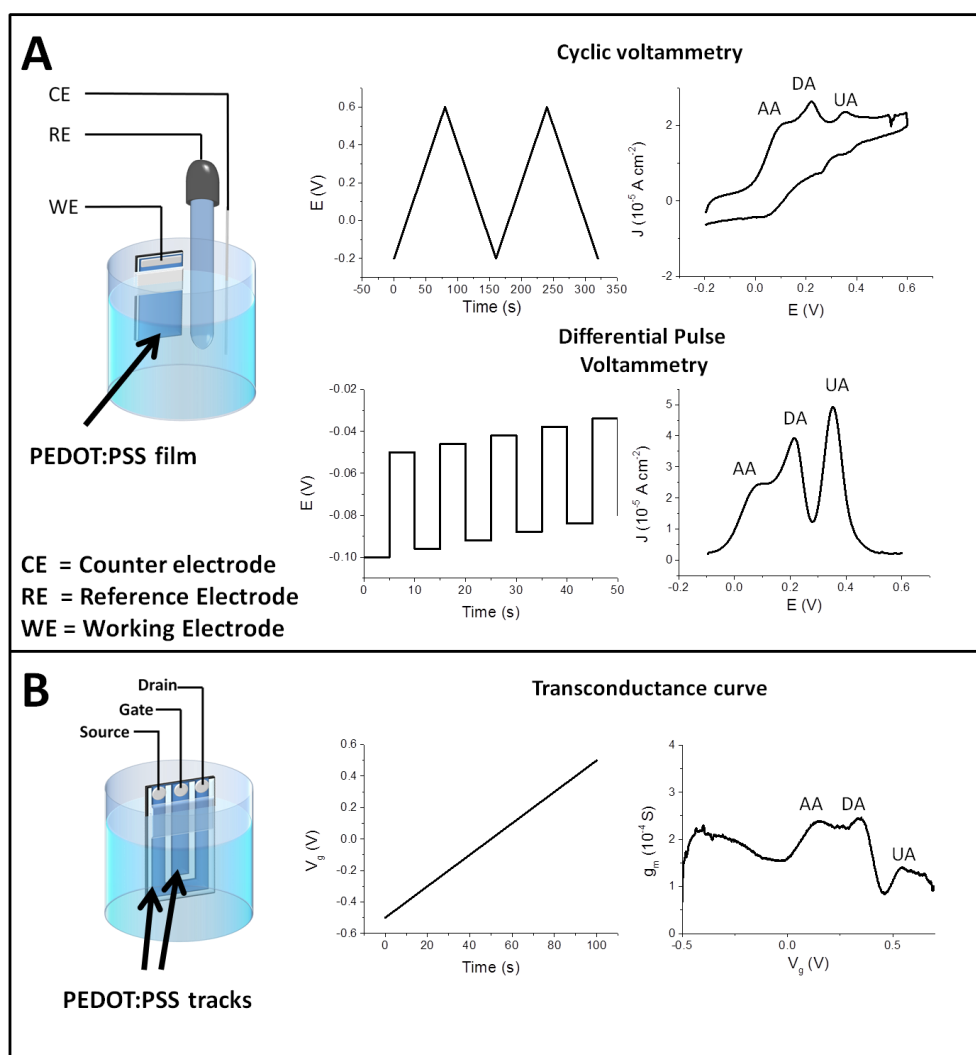 A
CE
RE
WE
PEDOT:PSS film
CE = Counter electrode
RE = Reference Electrode
WE = Working Electrode
Cyclic voltammetry
0.6
0.4
0.2
0.0
-0.2
E (V)
0 50 100 150 200 250 300 350
Time (s)
AA
DA
UA
2
0
-2
J (10⁻⁵ A cm⁻²)
-0.2 0.0 0.2 0.4 0.6
E (V)
Differential Pulse
Voltammetry
-0.02
-0.04
-0.06
-0.08
-0.10
E (V)
0 10 20 30 40 50
Time (s)
AA
DA
UA
5
4
3
2
1
0
J (10⁻⁵ A cm⁻²)
-0.2 0.0 0.2 0.4 0.6
E (V)
B
Drain
Gate
Source
PEDOT:PSS tracks
Transconductance curve
0.6
0.4
0.2
0.0
-0.2
-0.4
-0.6
V_g (V)
0 20 40 60 80 100
Time (s)
AA
DA
UA
4
3
2
1
0
g_m (10⁻⁴ S)
-0.5 0.0 0.5
V_g (V)